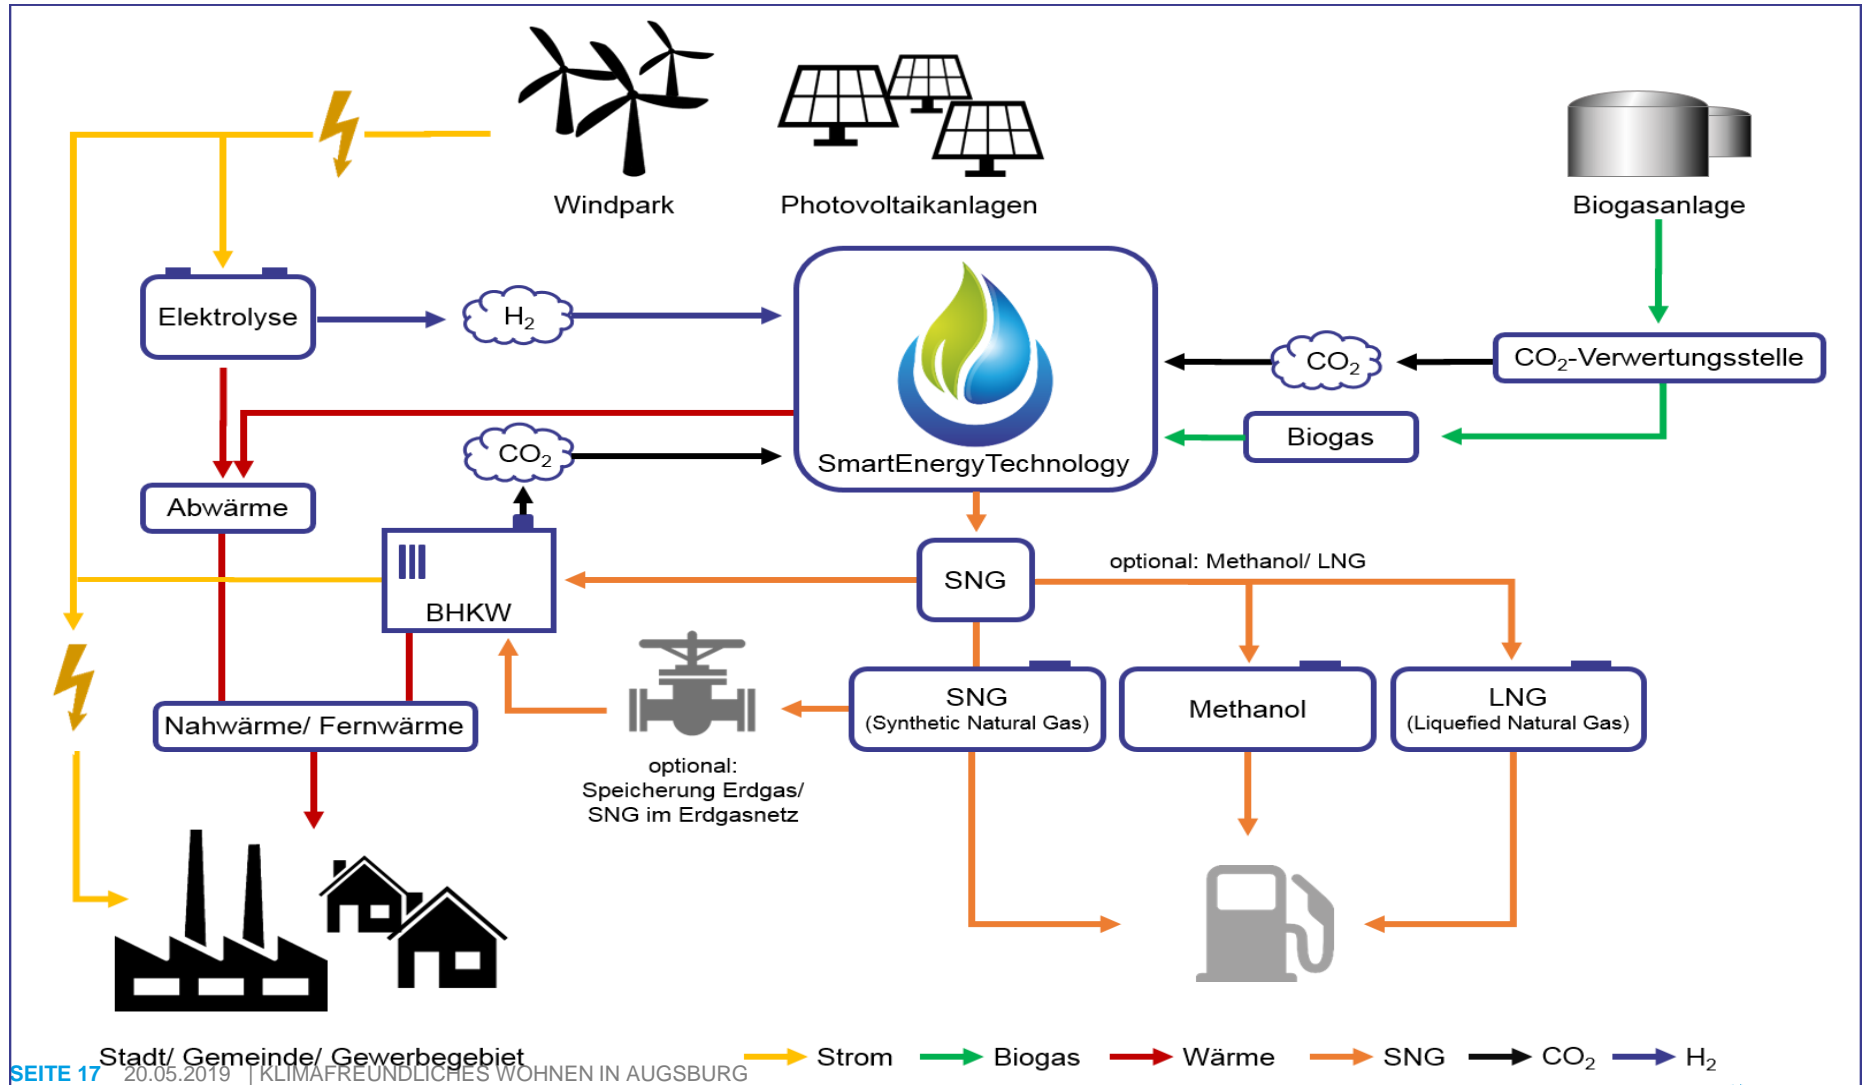 Windpark
Photovoltaikanlagen
Biogasanlage
Elektrolyse
H₂
CO₂
CO₂-Verwertungsstelle
Biogas
SmartEnergyTechnology
CO₂
Abwärme
BHKW
SNG
optional: Methanol/ LNG
SNG
(Synthetic Natural Gas)
Methanol
LNG
(Liquefied Natural Gas)
Nahwärme/ Fernwärme
optional:
Speicherung Erdgas/
SNG im Erdgasnetz
Stadt/ Gemeinde/ Gewerbegebiet
Strom
Biogas
Wärme
SNG
CO₂
H₂
SEITE 17 20.05.2019 | KLIMAFREUNDLICHES WOHNEN IN AUGSBURG